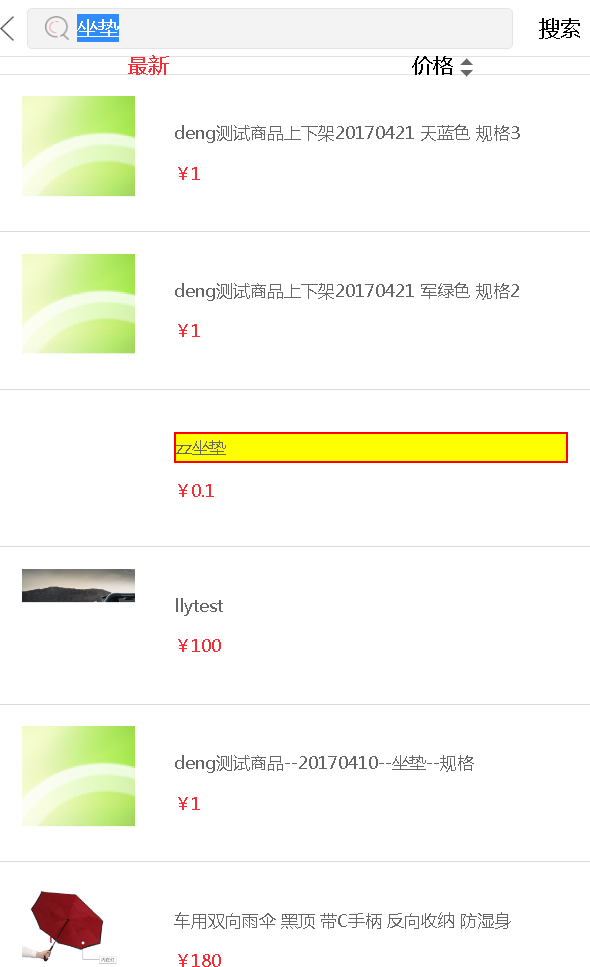 坐垫 搜索
最新 价格
deng测试商品上下架20170421 天蓝色 规格3
￥1
deng测试商品上下架20170421 军绿色 规格2
￥1
zz坐垫
￥0.1
llytest
￥100
deng测试商品--20170410--坐垫--规格
￥1
车用双向雨伞 黑顶 带C手柄 反向收纳 防湿身
￥180